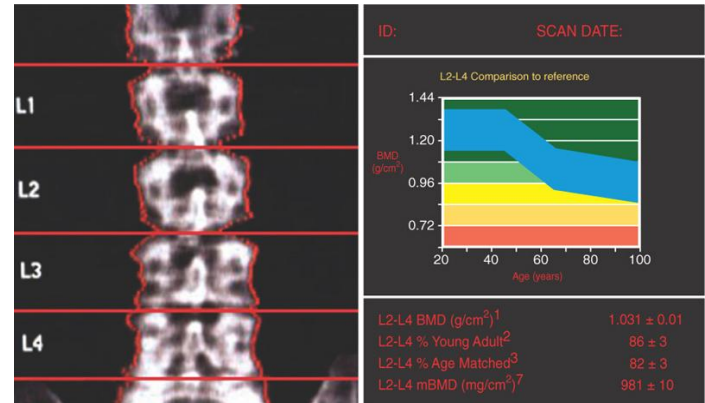 L1
L2
L3
L4
ID: SCAN DATE:
L2-L4 Comparison to reference
BMD
(g/cm²)
1.44
1.20
0.96
0.72
20 40 60 80 100
Age (years)
L2-L4 BMD (g/cm²)¹ 1.031 ± 0.01
L2-L4 % Young Adult² 86 ± 3
L2-L4 % Age Matched³ 82 ± 3
L2-L4 mBMD (mg/cm²)⁷ 981 ± 10